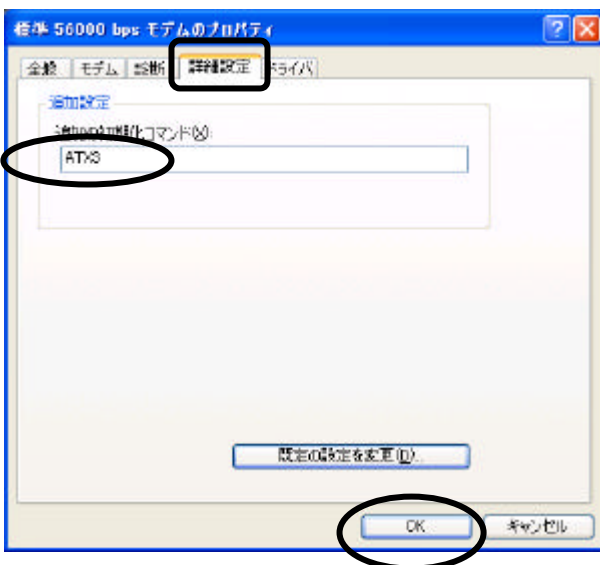 標準 56000 bps モデムのプロパティ
全般 モデム 診断 詳細設定 ドライバ
追加設定
追加の初期化コマンド(X):
ATX3
既定の設定を変更(D)...
OK キャンセル